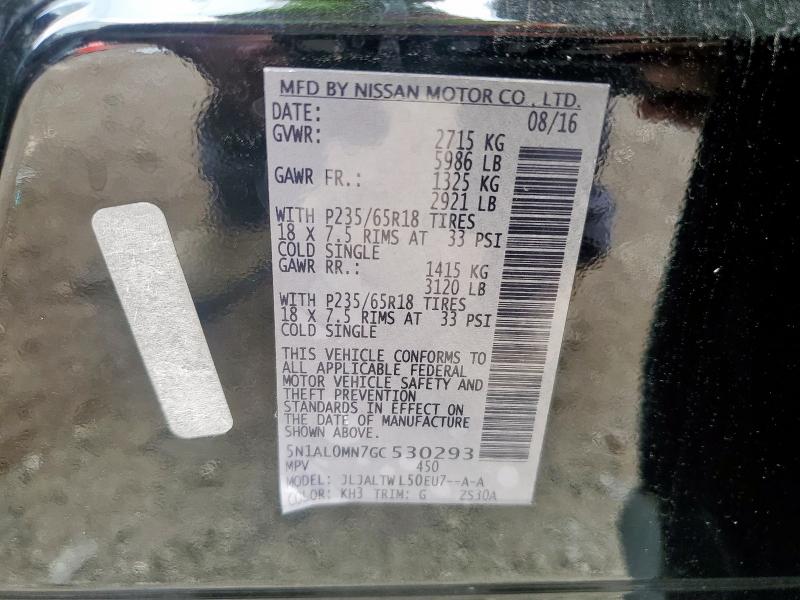 MFD BY NISSAN MOTOR CO., LTD.
DATE: 08/16
GVWR: 2715 KG
5986 LB
GAWR FR.: 1325 KG
2921 LB
WITH P235/65R18 TIRES
18 X 7.5 RIMS AT 33 PSI
COLD SINGLE
GAWR RR.: 1415 KG
3120 LB
WITH P235/65R18 TIRES
18 X 7.5 RIMS AT 33 PSI
COLD SINGLE
THIS VEHICLE CONFORMS TO
ALL APPLICABLE FEDERAL
MOTOR VEHICLE SAFETY AND
THEFT PREVENTION
STANDARDS IN EFFECT ON
THE DATE OF MANUFACTURE
SHOWN ABOVE.
5N1AL0MN7GC530293
MPV 450
MODEL: JLJALTWL50EU7--A-A
COLOR: KH3 TRIM: G ZS30A